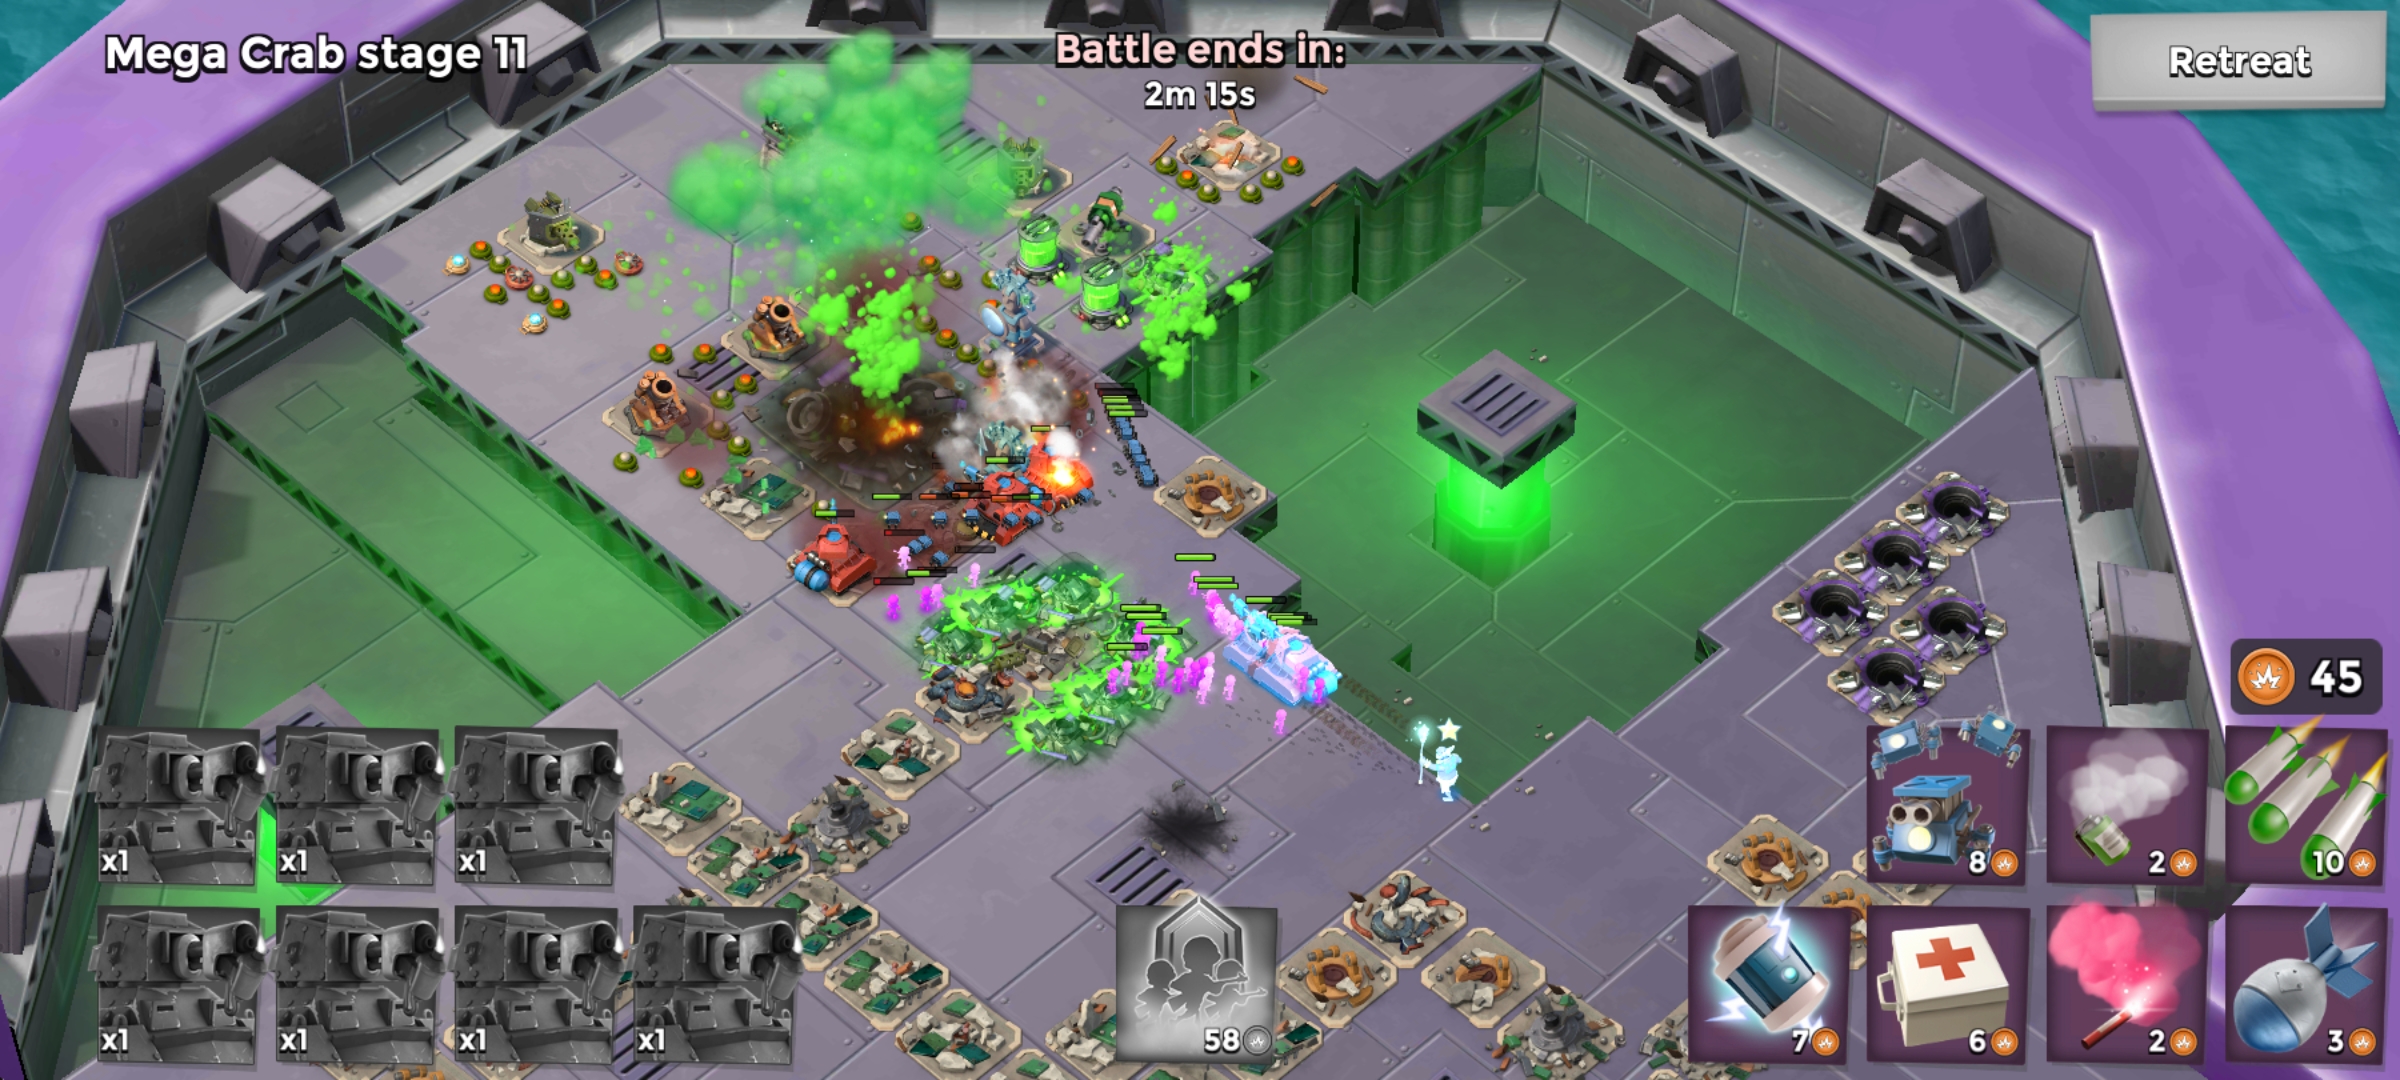 Mega Crab stage 11
Battle ends in:
2m 15s
Retreat
45
x1
x1
x1
8
2
10
x1
x1
x1
x1
58
7
6
2
3